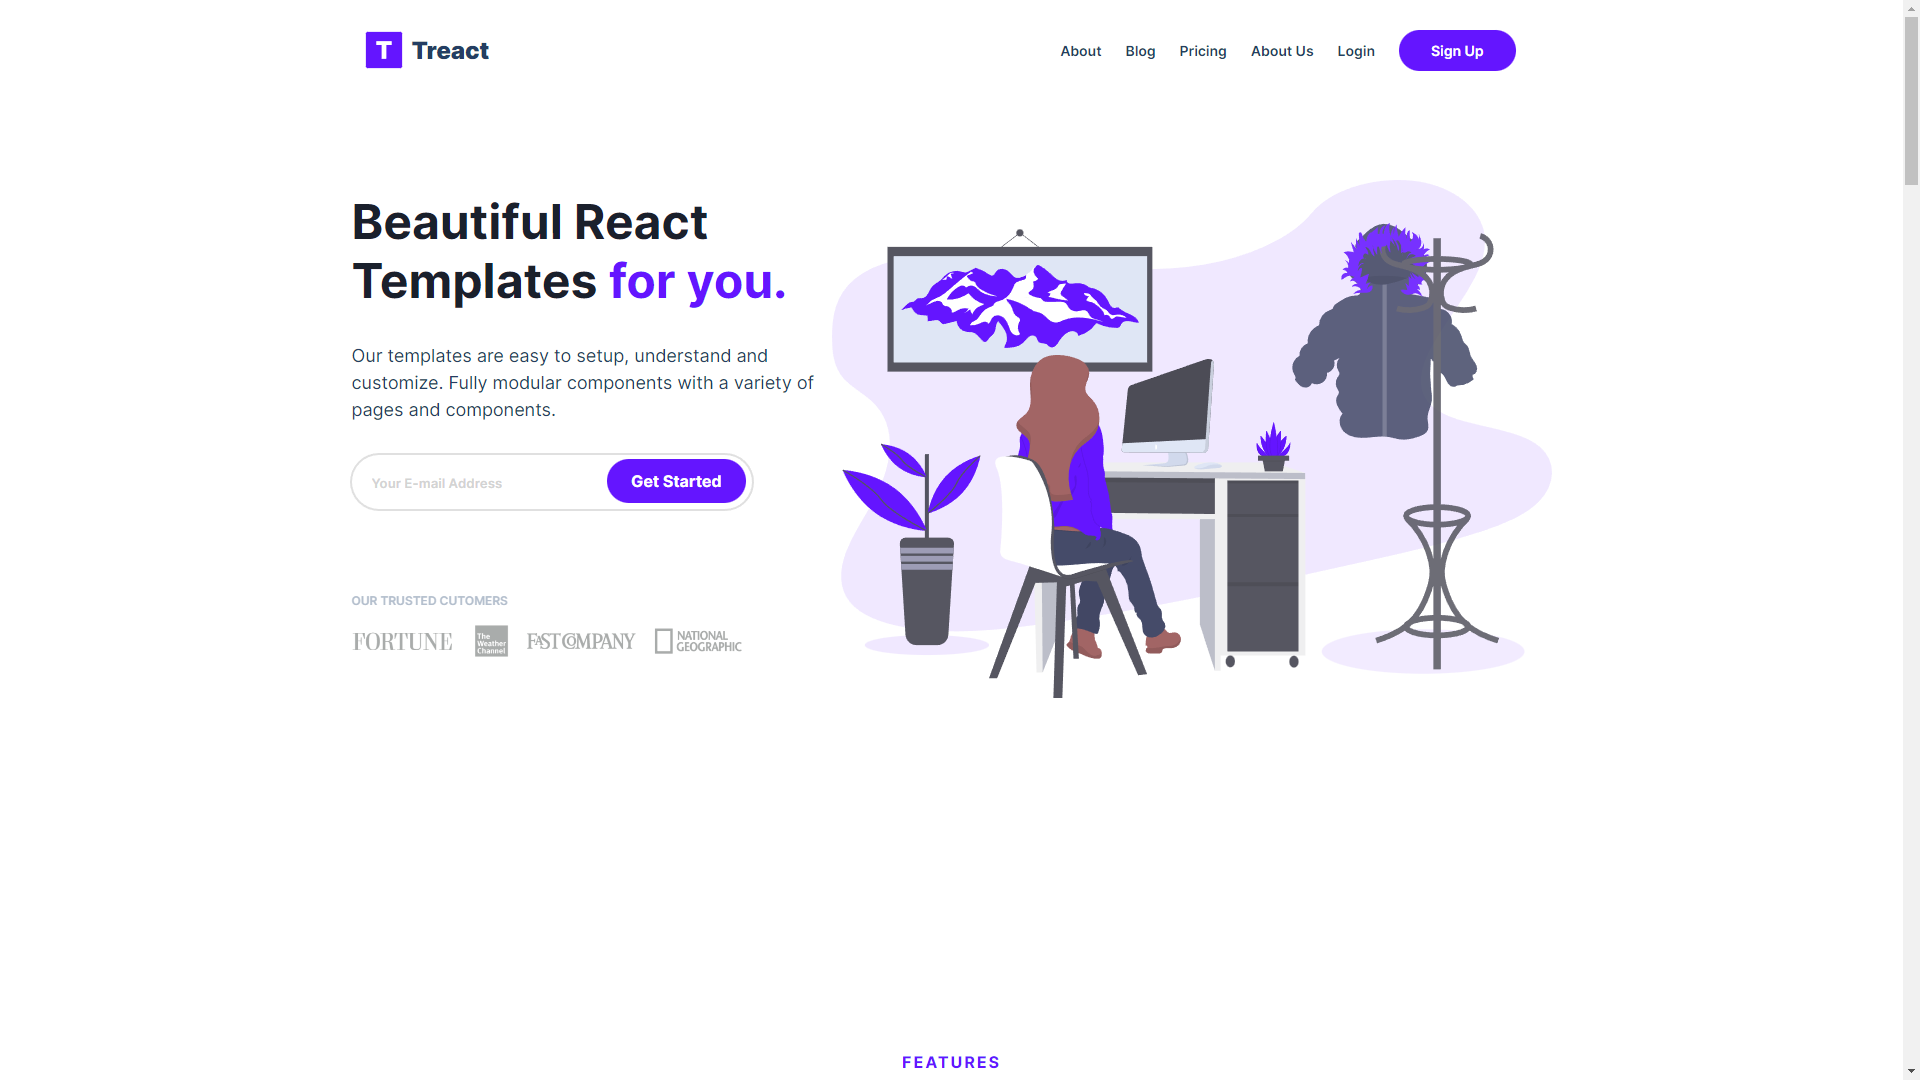 T Treact
About Blog Pricing About Us Login Sign Up
Beautiful React
Templates for you.
Our templates are easy to setup, understand and
customize. Fully modular components with a variety of
pages and components.
Your E-mail Address Get Started
OUR TRUSTED CUTOMERS
FORTUNE
The
Weather
Channel
FAST COMPANY
NATIONAL
GEOGRAPHIC
FEATURES